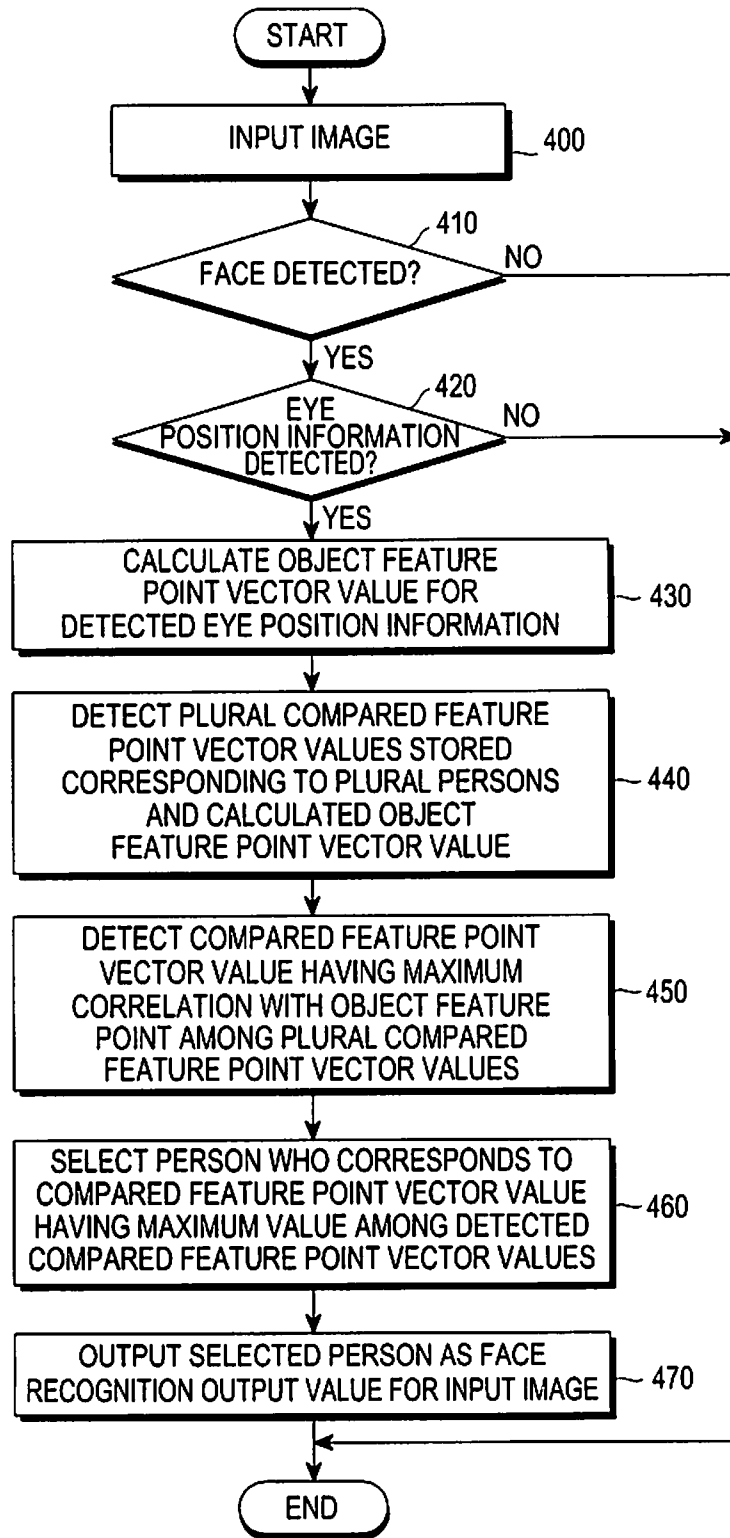 START
INPUT IMAGE
400
410
FACE DETECTED?
NO
YES
420
EYE
POSITION INFORMATION
DETECTED?
NO
YES
CALCULATE OBJECT FEATURE
POINT VECTOR VALUE FOR
DETECTED EYE POSITION INFORMATION
430
DETECT PLURAL COMPARED FEATURE
POINT VECTOR VALUES STORED
CORRESPONDING TO PLURAL PERSONS
AND CALCULATED OBJECT
FEATURE POINT VECTOR VALUE
440
DETECT COMPARED FEATURE POINT
VECTOR VALUE HAVING MAXIMUM
CORRELATION WITH OBJECT FEATURE
POINT AMONG PLURAL COMPARED
FEATURE POINT VECTOR VALUES
450
SELECT PERSON WHO CORRESPONDS TO
COMPARED FEATURE POINT VECTOR VALUE
HAVING MAXIMUM VALUE AMONG DETECTED
COMPARED FEATURE POINT VECTOR VALUES
460
OUTPUT SELECTED PERSON AS FACE
RECOGNITION OUTPUT VALUE FOR INPUT IMAGE
470
END